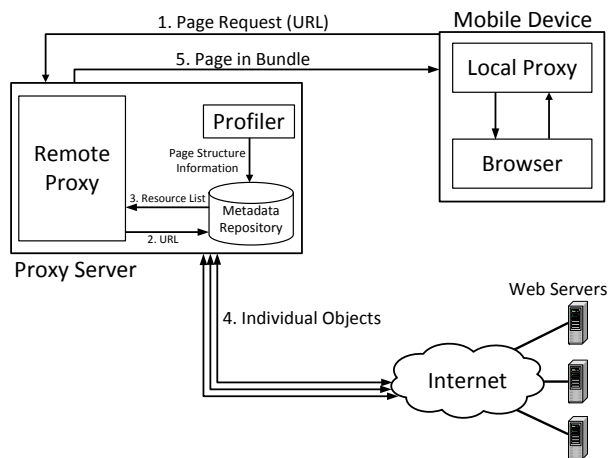 1. Page Request (URL)
Mobile Device
5. Page in Bundle
Local Proxy
Browser
Profiler
Remote
Proxy
Page Structure
Information
3. Resource List
Metadata
Repository
2. URL
Proxy Server
4. Individual Objects
Web Servers
Internet